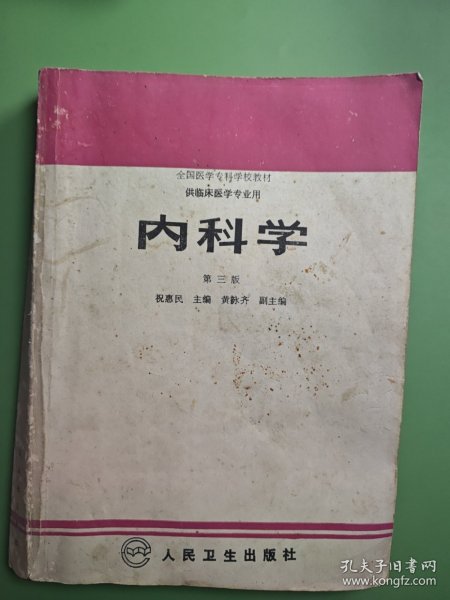 全国医学专科学校教材
供临床医学专业用
内科学
第三版
祝惠民 主编 黄詠齐 副主编
人民卫生出版社
孔夫子旧书网
www.kongfz.com